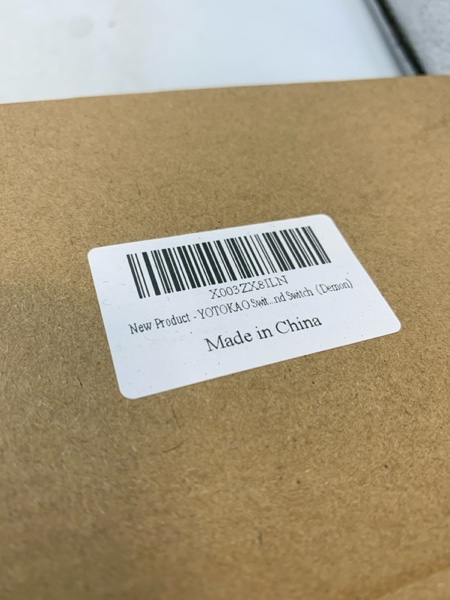 X003ZX8ILN
New Product - YOTOKAO Swit...nd Switch (Demon)
Made in China